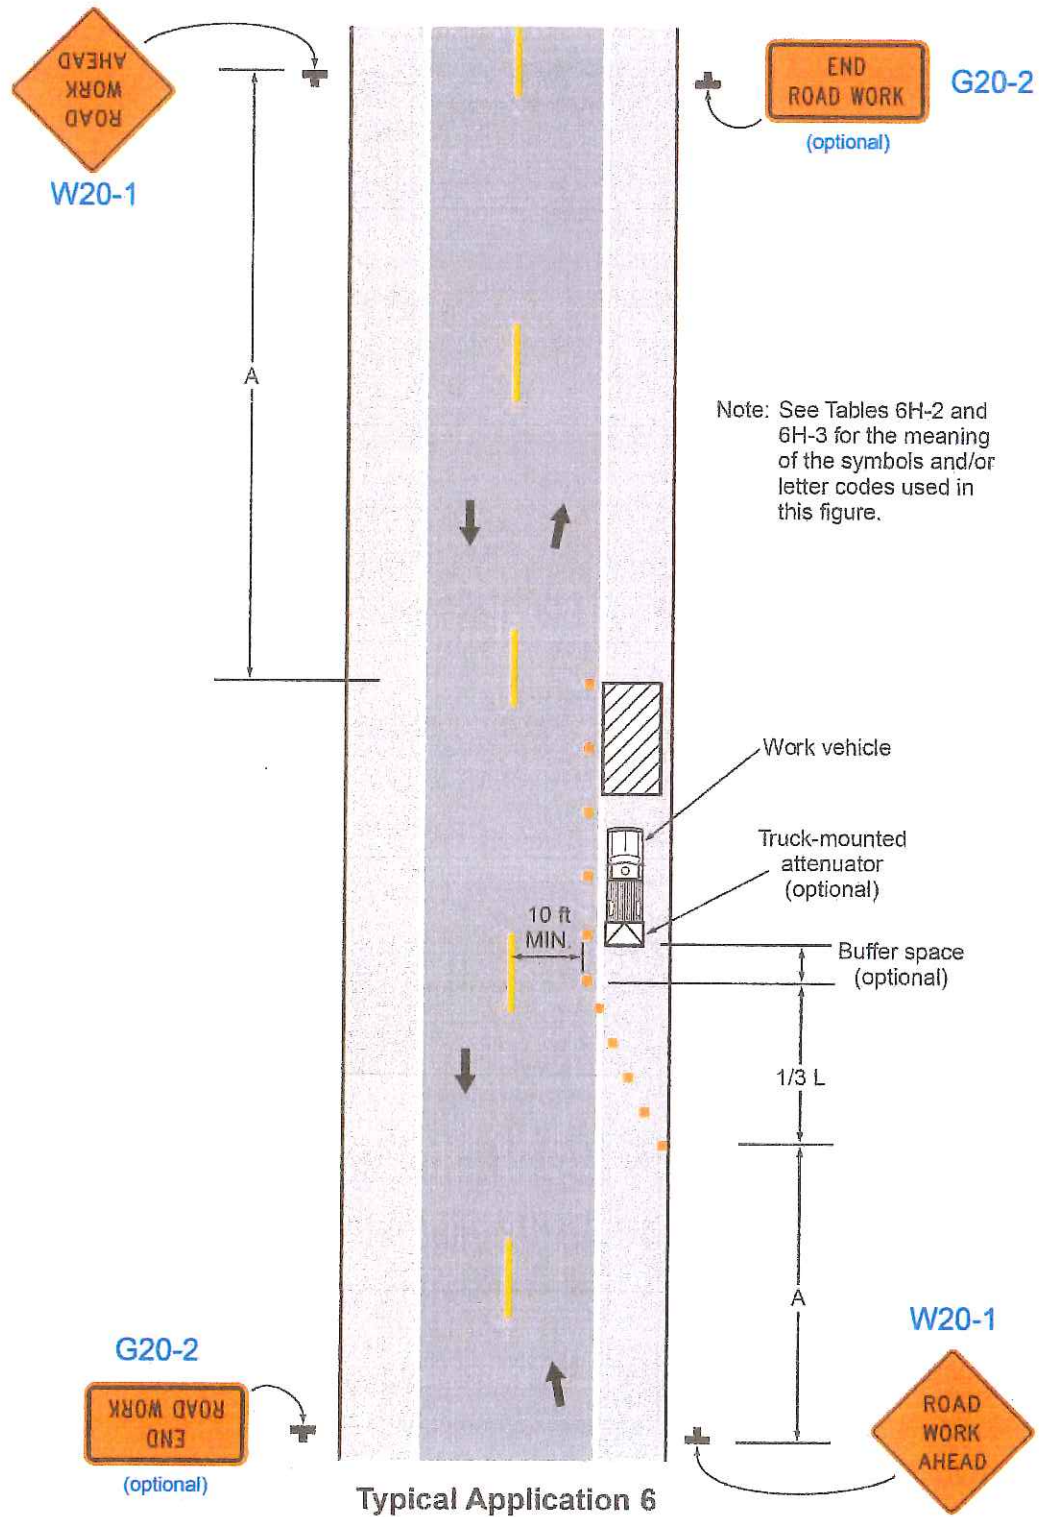 ROAD
WORK
AHEAD
W20-1
END
ROAD WORK
(optional)
G20-2
A
Note: See Tables 6H-2 and
6H-3 for the meaning
of the symbols and/or
letter codes used in
this figure.
Work vehicle
Truck-mounted
attenuator
(optional)
10 ft
MIN.
Buffer space
(optional)
1/3 L
A
W20-1
ROAD
WORK
AHEAD
G20-2
END
ROAD WORK
(optional)
Typical Application 6